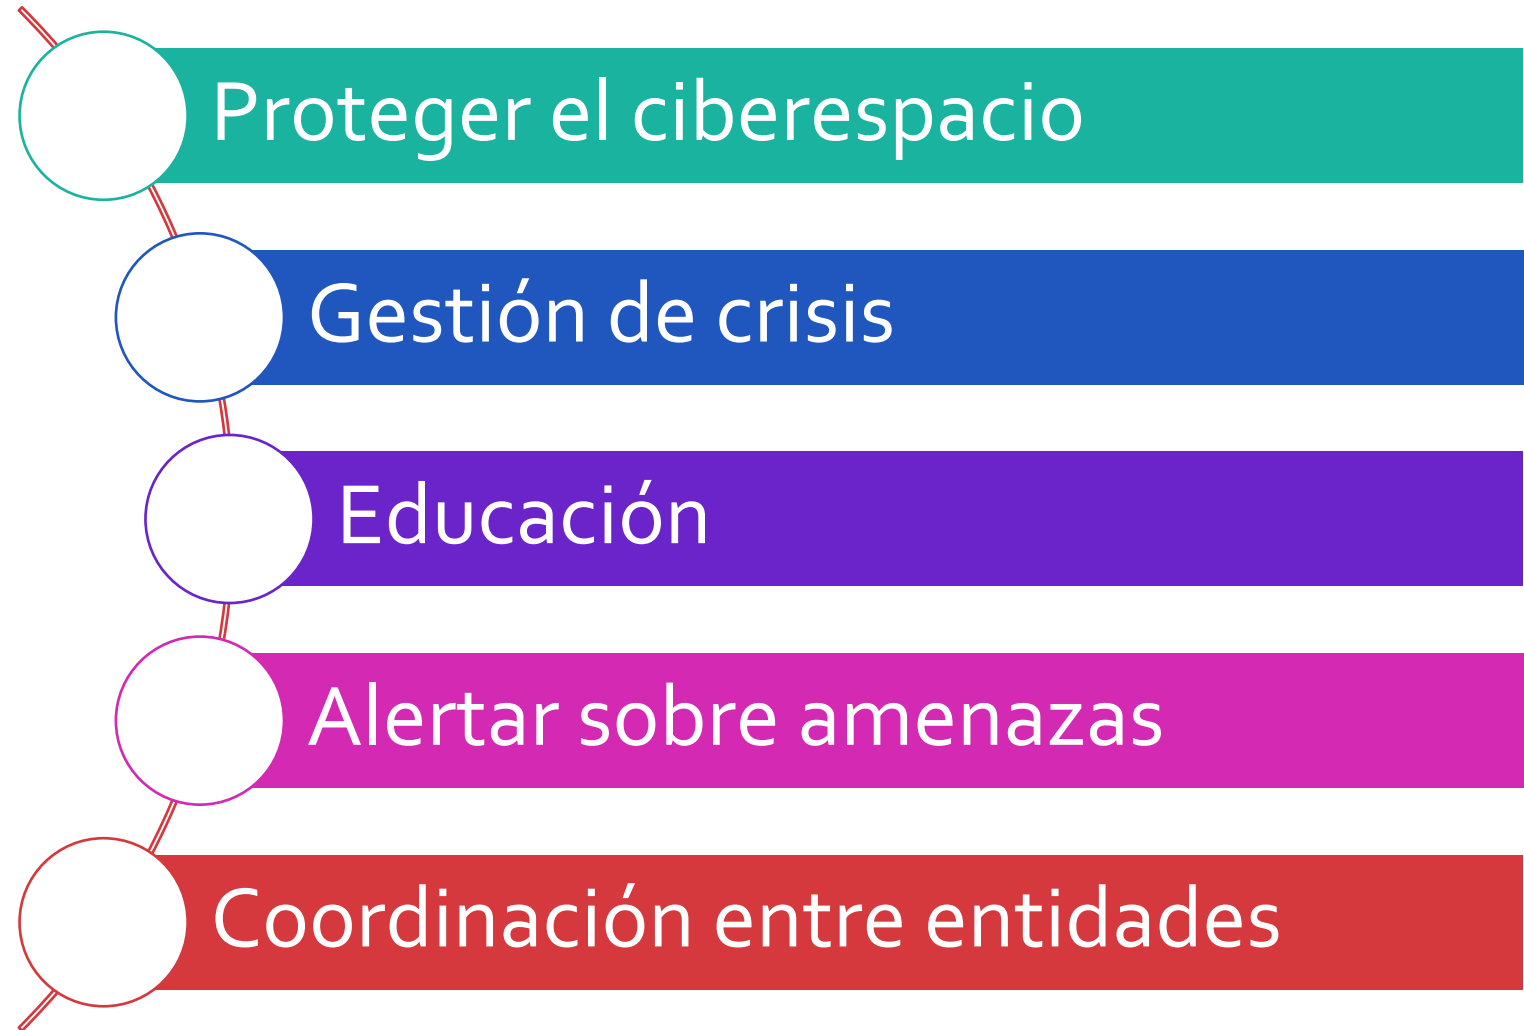 Proteger el ciberespacio
Gestión de crisis
Educación
Alertar sobre amenazas
Coordinación entre entidades